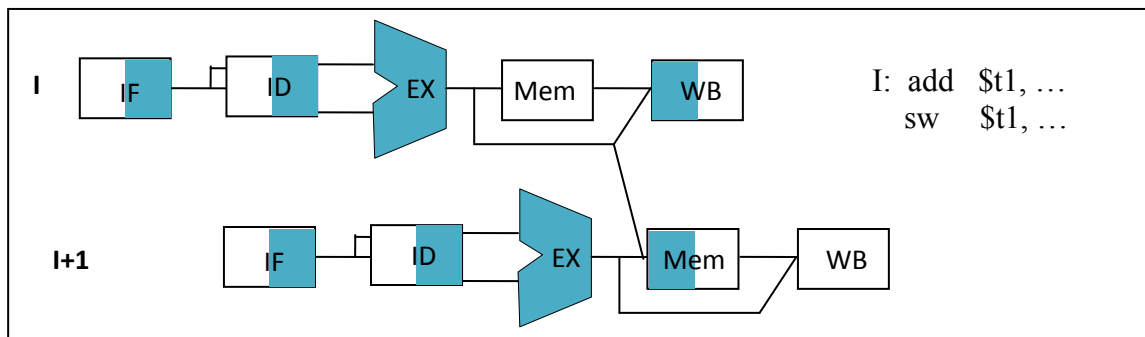 I
IF
ID
EX
Mem
WB
I: add $t1, …
sw $t1, …
I+1
IF
ID
EX
Mem
WB